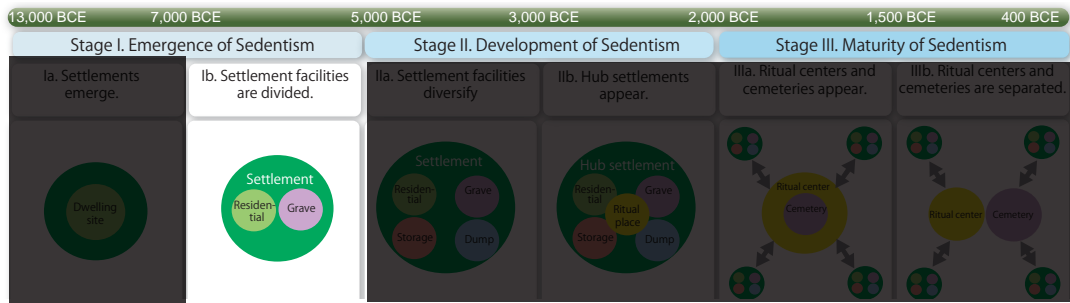 13,000 BCE 7,000 BCE 5,000 BCE 3,000 BCE 2,000 BCE 1,500 BCE 400 BCE
Stage I. Emergence of Sedentism Stage II. Development of Sedentism Stage III. Maturity of Sedentism
Ia. Settlements
emerge.
Ib. Settlement facilities
are divided.
IIa. Settlement facilities
diversify
IIb. Hub settlements
appear.
IIIa. Ritual centers and
cemeteries appear.
IIIb. Ritual centers and
cemeteries are separated.
Dwelling
site
Settlement
Residen-
tial
Grave
Settlement
Residen-
tial
Grave
Storage
Dump
Hub settlement
Residen-
tial
Grave
Ritual
place
Storage
Dump
Ritual center
Cemetery
Ritual center
Cemetery